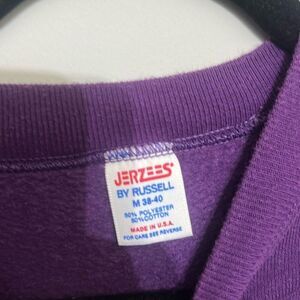 JERZEES
BY RUSSELL
M 38-40
50% POLYESTER
50% COTTON
MADE IN U.S.A.
FOR CARE SEE REVERSE